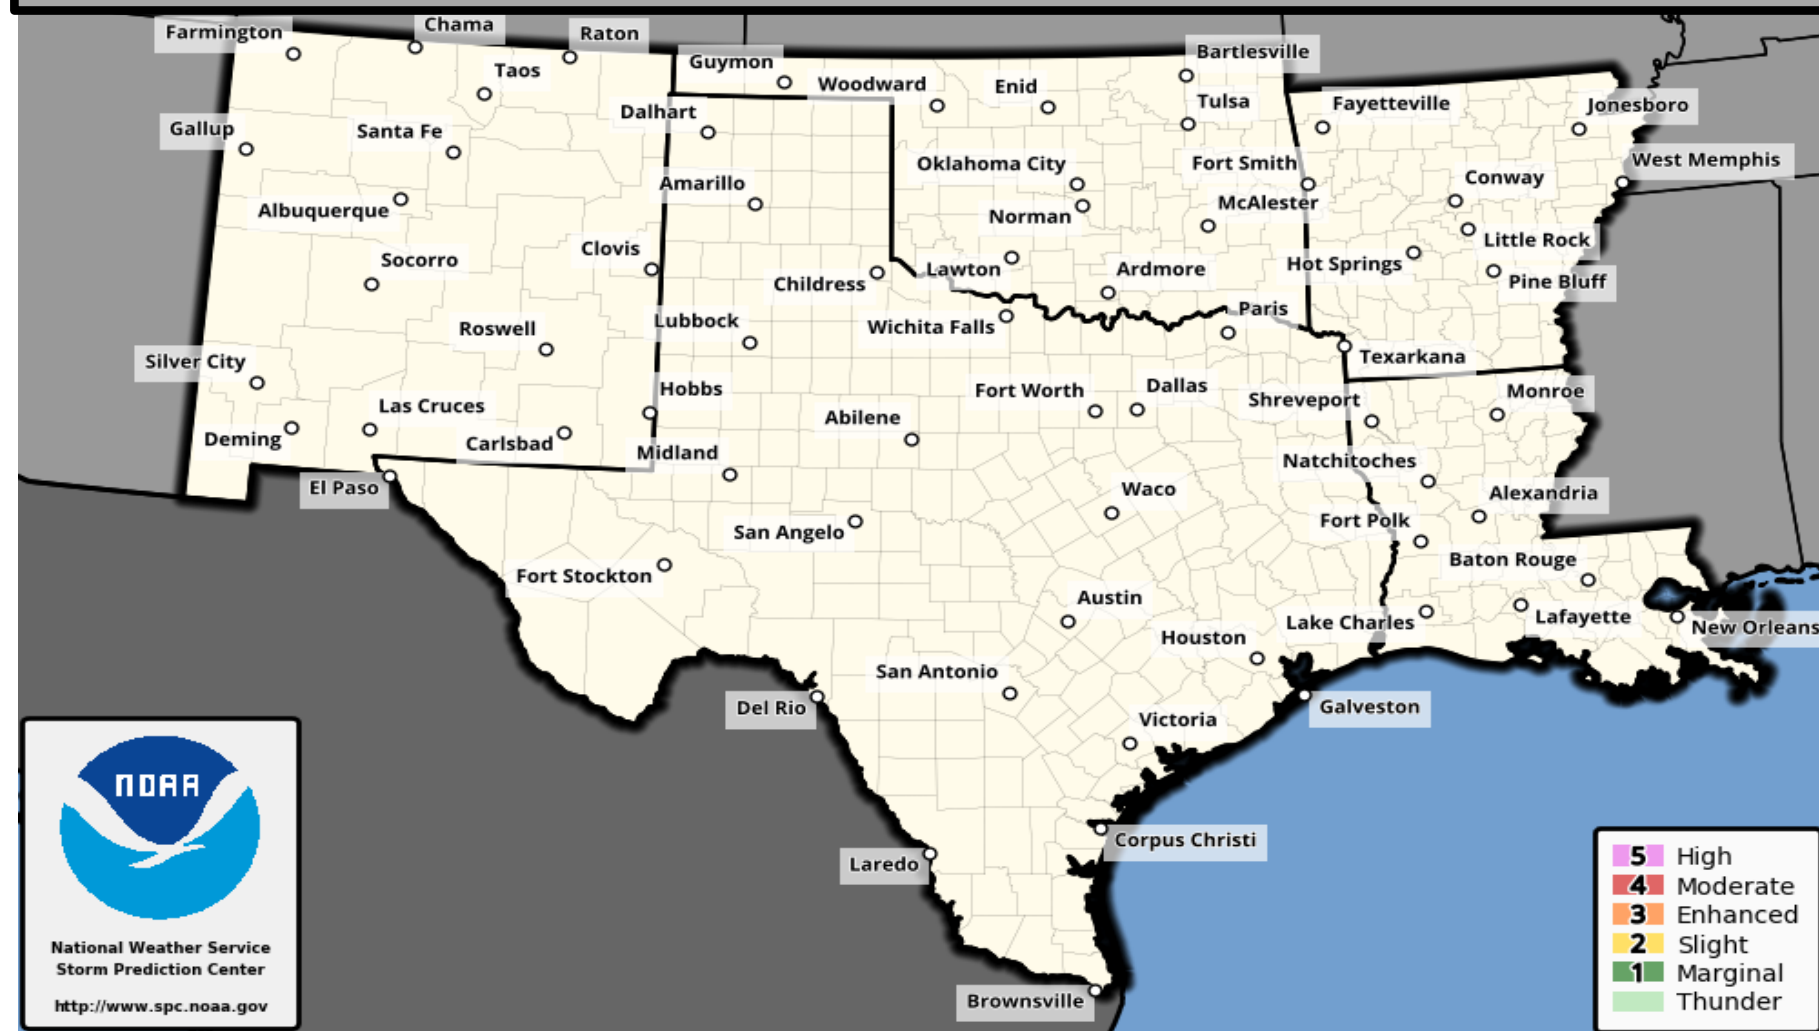 Farmington
Chama
Raton
Taos
Guymon
Woodward
Enid
Bartlesville
Tulsa
Fayetteville
Jonesboro
Gallup
Santa Fe
Dalhart
Oklahoma City
Fort Smith
West Memphis
Conway
Albuquerque
Amarillo
Norman
McAlester
Little Rock
Socorro
Clovis
Childress
Lawton
Ardmore
Hot Springs
Pine Bluff
Roswell
Lubbock
Wichita Falls
Paris
Texarkana
Silver City
Hobbs
Fort Worth
Dallas
Shreveport
Monroe
Las Cruces
Abilene
Deming
Carlsbad
Midland
Natchitoches
El Paso
Waco
Alexandria
San Angelo
Fort Polk
Fort Stockton
Baton Rouge
Austin
Lake Charles
Lafayette
New Orleans
Houston
San Antonio
Del Rio
Victoria
Galveston
Corpus Christi
Laredo
Brownsville
NOAA
National Weather Service
Storm Prediction Center
http://www.spc.noaa.gov
5 High
4 Moderate
3 Enhanced
2 Slight
1 Marginal
Thunder